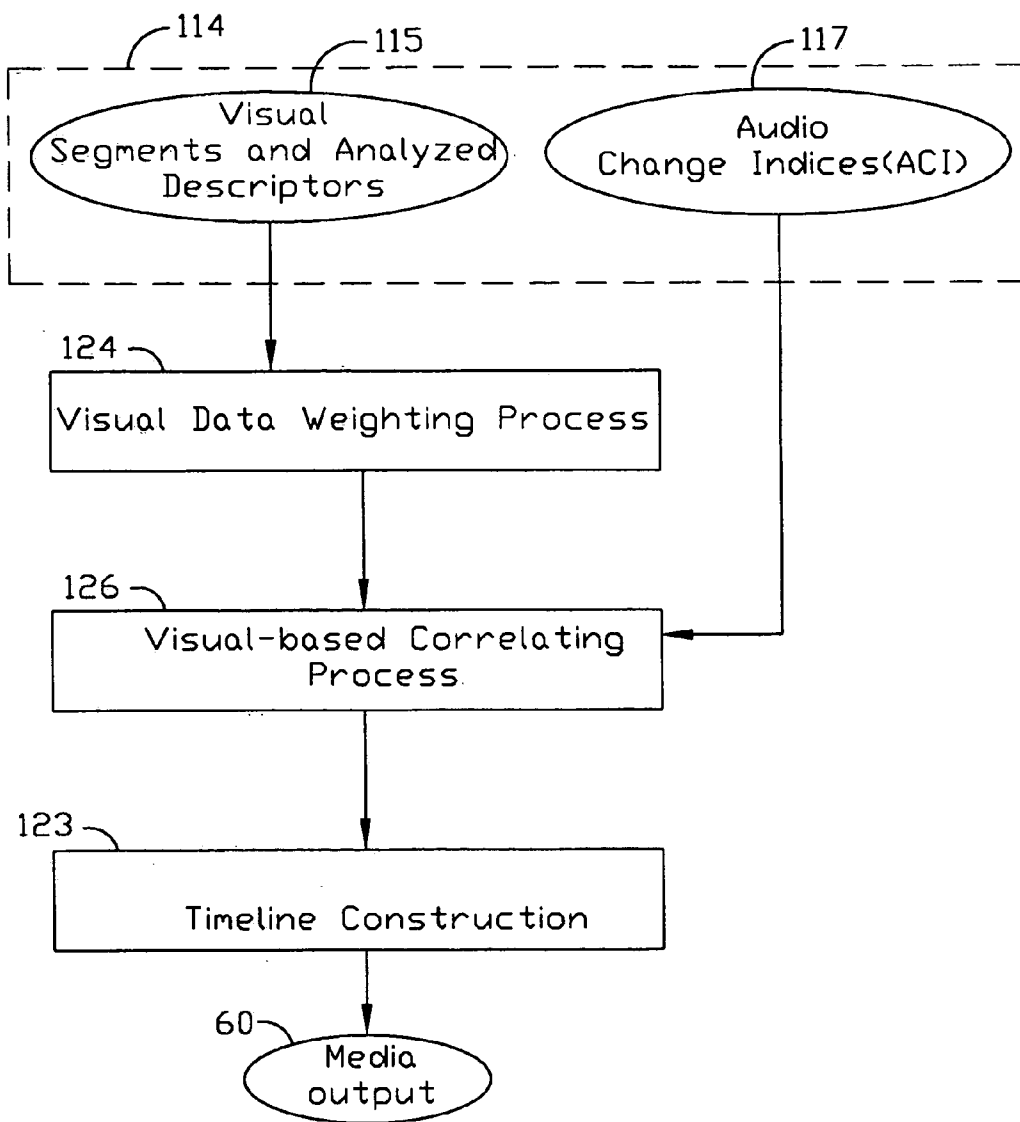 114
115
117
Visual
Segments and Analyzed
Descriptors
Audio
Change Indices(ACI)
124
Visual Data Weighting Process
126
Visual-based Correlating
Process
123
Timeline Construction
60
Media
output